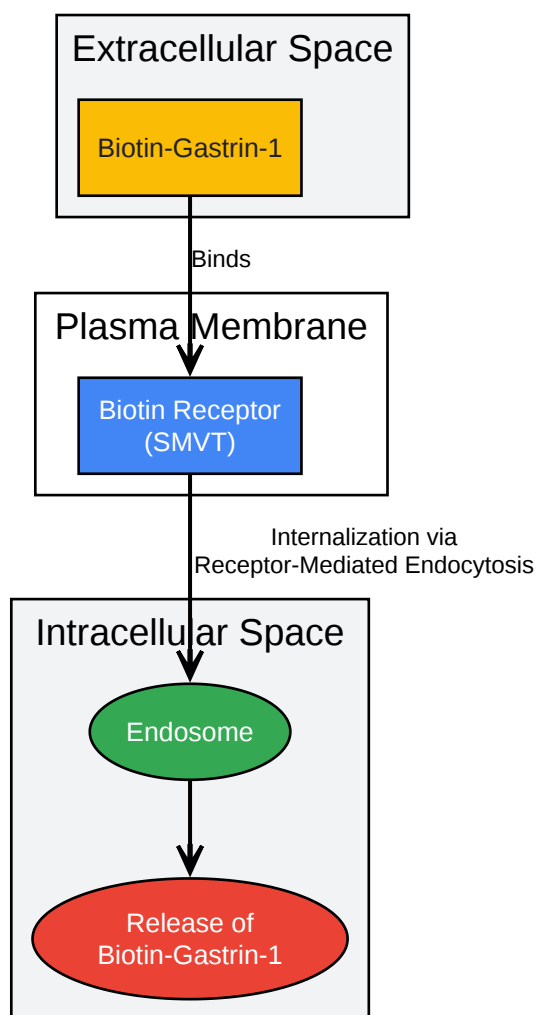 Extracellular Space
Biotin-Gastrin-1
Binds
Plasma Membrane
Biotin Receptor
(SMVT)
Internalization via
Receptor-Mediated Endocytosis
Intracellular Space
Endosome
Release of
Biotin-Gastrin-1